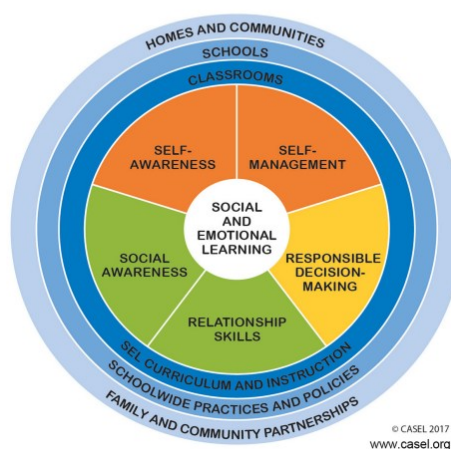 HOMES AND COMMUNITIES
SCHOOLS
CLASSROOMS
SELF-
AWARENESS
SELF-
MANAGEMENT
SOCIAL
AND
EMOTIONAL
LEARNING
SOCIAL
AWARENESS
RESPONSIBLE
DECISION-
MAKING
RELATIONSHIP
SKILLS
SEL CURRICULUM AND INSTRUCTION
SCHOOLWIDE PRACTICES AND POLICIES
FAMILY AND COMMUNITY PARTNERSHIPS
© CASEL 2017
www.casel.org